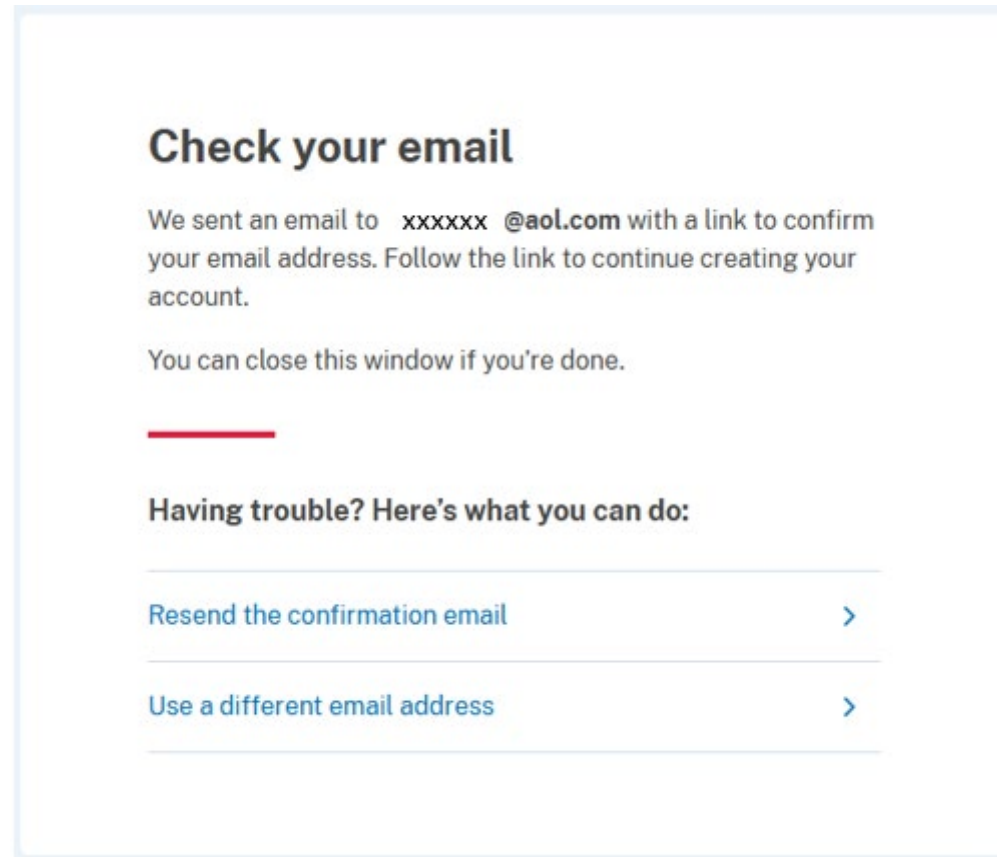 Check your email
We sent an email to xxxxxx @aol.com with a link to confirm
your email address. Follow the link to continue creating your
account.
You can close this window if you’re done.
Having trouble? Here’s what you can do:
Resend the confirmation email
Use a different email address